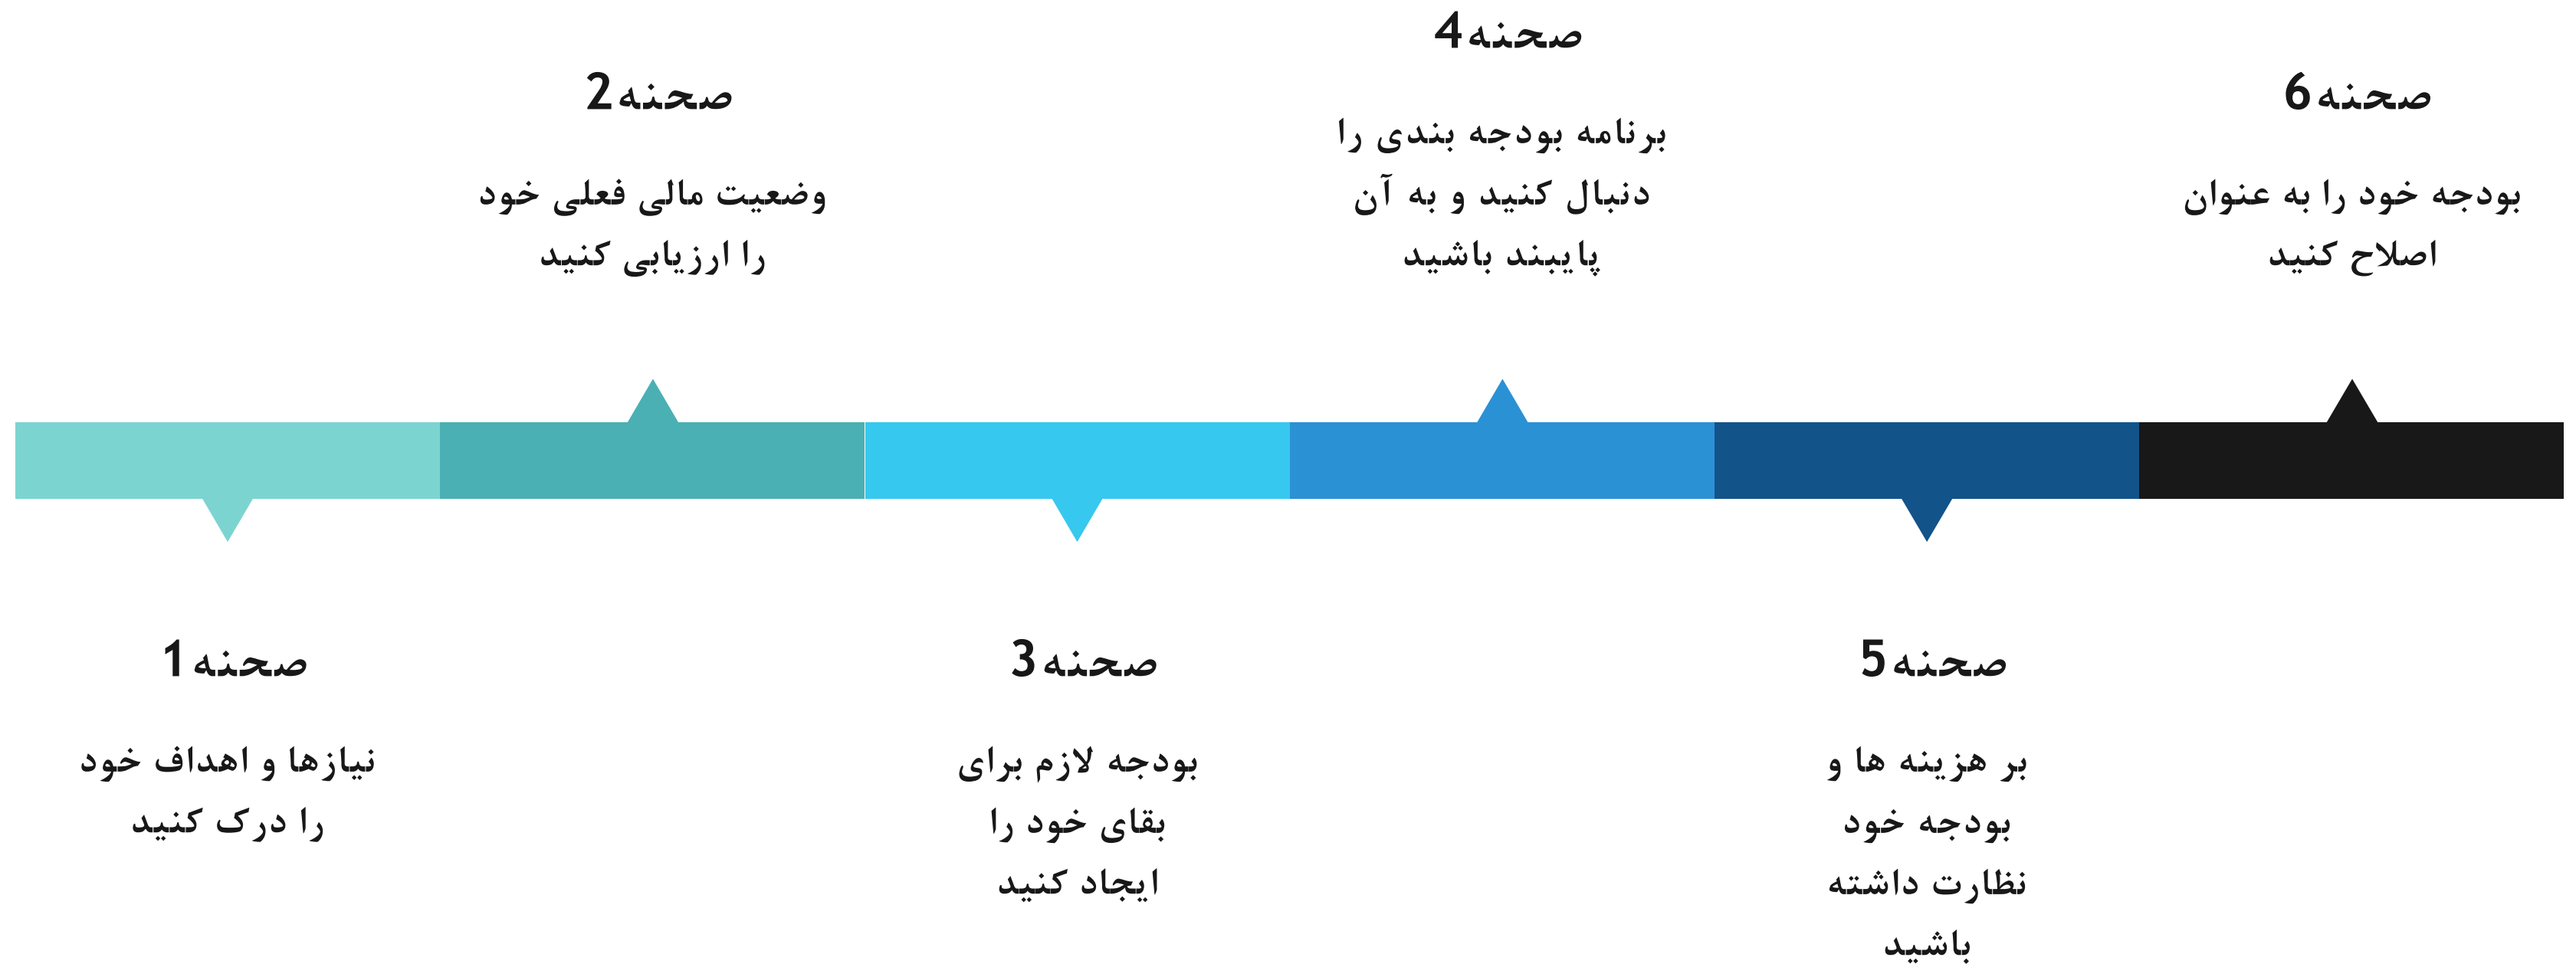 صحنه 1
نیازها و اهداف خود
را درک کنید
صحنه 2
وضعیت مالی فعلی خود
را ارزیابی کنید
صحنه 3
بودجه لازم برای
بقای خود را
ایجاد کنید
صحنه 4
برنامه بودجه بندی را
دنبال کنید و به آن
پایبند باشید
صحنه 5
بر هزینه ها و
بودجه خود
نظارت داشته
باشید
صحنه 6
بودجه خود را به عنوان
اصلاح کنید